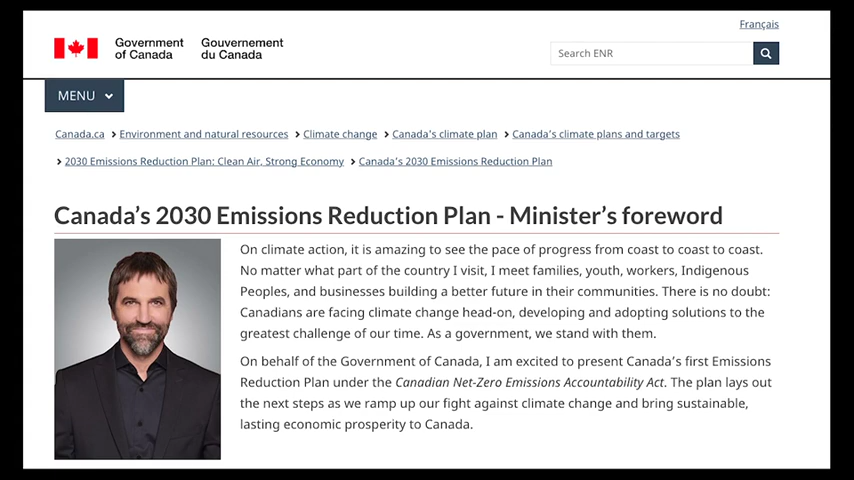 Français
Government of Canada
Gouvernement du Canada
Search ENR
MENU
Canada.ca > Environment and natural resources > Climate change > Canada's climate plan > Canada's climate plans and targets
> 2030 Emissions Reduction Plan: Clean Air, Strong Economy > Canada's 2030 Emissions Reduction Plan
Canada's 2030 Emissions Reduction Plan - Minister's foreword
On climate action, it is amazing to see the pace of progress from coast to coast to coast.
No matter what part of the country I visit, I meet families, youth, workers, Indigenous
Peoples, and businesses building a better future in their communities. There is no doubt:
Canadians are facing climate change head-on, developing and adopting solutions to the
greatest challenge of our time. As a government, we stand with them.
On behalf of the Government of Canada, I am excited to present Canada's first Emissions
Reduction Plan under the Canadian Net-Zero Emissions Accountability Act. The plan lays out
the next steps as we ramp up our fight against climate change and bring sustainable,
lasting economic prosperity to Canada.